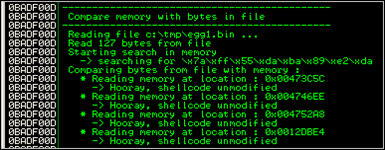 0BADF00D ----------------------------------------
0BADF00D Compare memory with bytes in file
0BADF00D ----------------------------------------
0BADF00D Reading file c:\tmp\egg1.bin ...
0BADF00D Read 127 bytes from file
0BADF00D Starting search in memory
0BADF00D -> searching for \x7a\xff\x55\xda\xba\x89\xe2\xda
0BADF00D Comparing bytes from file with memory :
0BADF00D * Reading memory at location : 0x00473C5C
0BADF00D -> Hooray, shellcode unmodified
0BADF00D * Reading memory at location : 0x004746EE
0BADF00D -> Hooray, shellcode unmodified
0BADF00D * Reading memory at location : 0x004752A8
0BADF00D -> Hooray, shellcode unmodified
0BADF00D * Reading memory at location : 0x0012DBE4
0BADF00D -> Hooray, shellcode unmodified